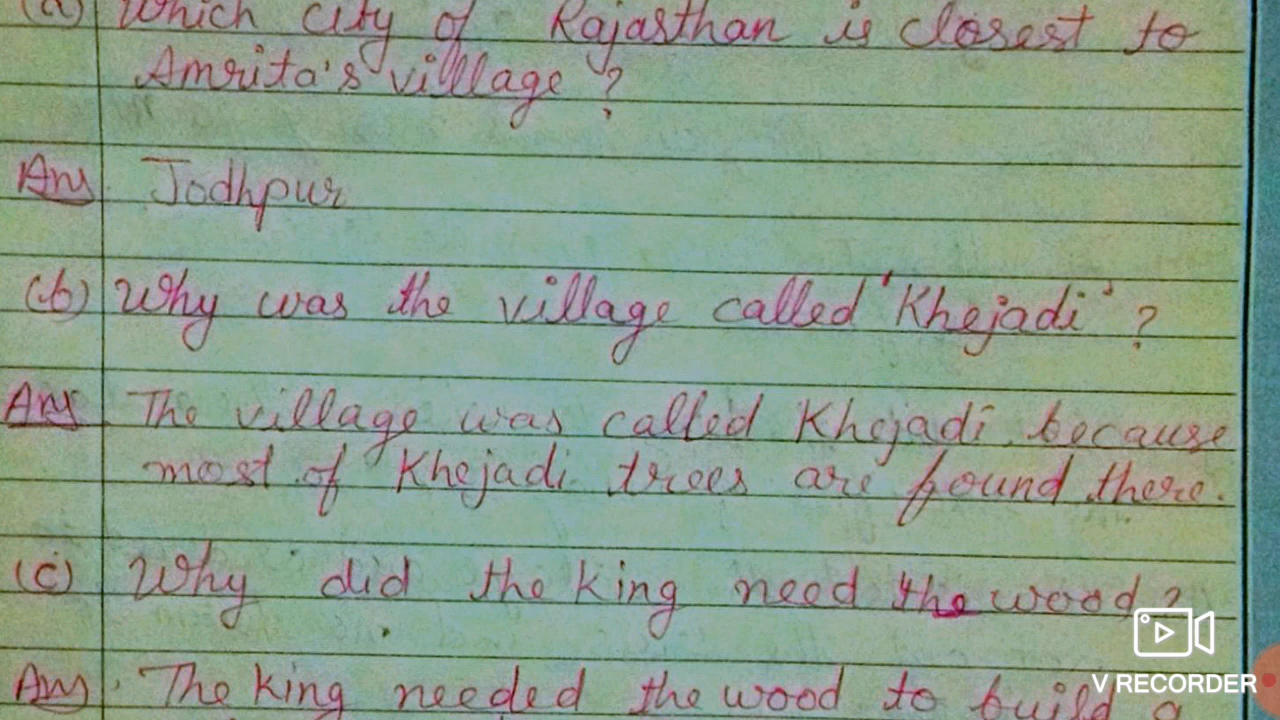 (a) Which city of Rajasthan is closest to
Amrita's village ?
Ans. Jodhpur
(b) Why was the village called 'Khejadi' ?
Ans The village was called Khejadi because
most of Khejadi trees are found there.
(c) Why did the king need the wood ?
Ans. The king needed the wood to build a
V RECORDER